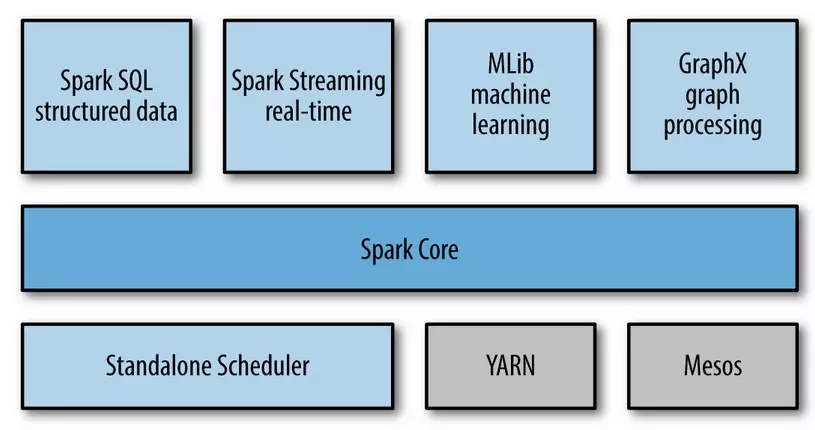 Spark SQL
structured data
Spark Streaming
real-time
MLib
machine
learning
GraphX
graph
processing
Spark Core
Standalone Scheduler
YARN
Mesos